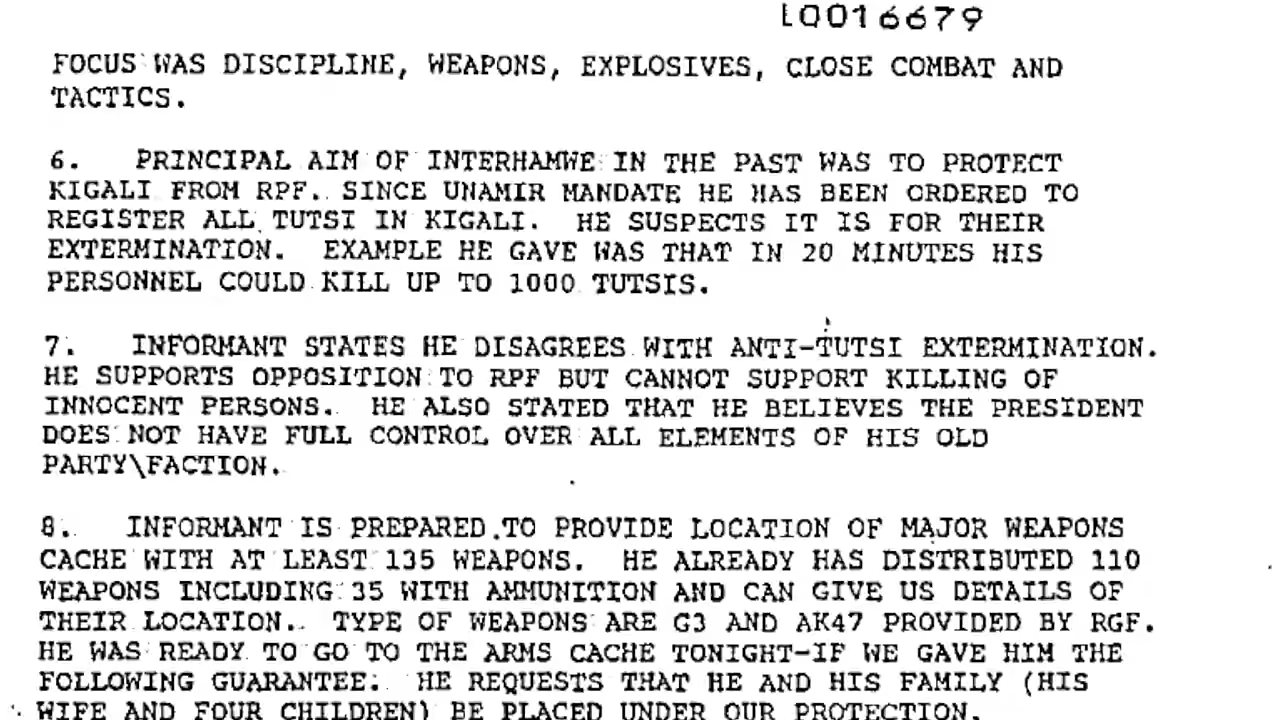 L0016679
FOCUS WAS DISCIPLINE, WEAPONS, EXPLOSIVES, CLOSE COMBAT AND
TACTICS.
6. PRINCIPAL AIM OF INTERHAMWE IN THE PAST WAS TO PROTECT
KIGALI FROM RPF. SINCE UNAMIR MANDATE HE HAS BEEN ORDERED TO
REGISTER ALL TUTSI IN KIGALI. HE SUSPECTS IT IS FOR THEIR
EXTERMINATION. EXAMPLE HE GAVE WAS THAT IN 20 MINUTES HIS
PERSONNEL COULD KILL UP TO 1000 TUTSIS.
7. INFORMANT STATES HE DISAGREES WITH ANTI-TUTSI EXTERMINATION.
HE SUPPORTS OPPOSITION TO RPF BUT CANNOT SUPPORT KILLING OF
INNOCENT PERSONS. HE ALSO STATED THAT HE BELIEVES THE PRESIDENT
DOES NOT HAVE FULL CONTROL OVER ALL ELEMENTS OF HIS OLD
PARTY\FACTION.
8. INFORMANT IS PREPARED TO PROVIDE LOCATION OF MAJOR WEAPONS
CACHE WITH AT LEAST 135 WEAPONS. HE ALREADY HAS DISTRIBUTED 110
WEAPONS INCLUDING 35 WITH AMMUNITION AND CAN GIVE US DETAILS OF
THEIR LOCATION. TYPE OF WEAPONS ARE G3 AND AK47 PROVIDED BY RGF.
HE WAS READY TO GO TO THE ARMS CACHE TONIGHT-IF WE GAVE HIM THE
FOLLOWING GUARANTEE. HE REQUESTS THAT HE AND HIS FAMILY (HIS
WIFE AND FOUR CHILDREN) BE PLACED UNDER OUR PROTECTION.